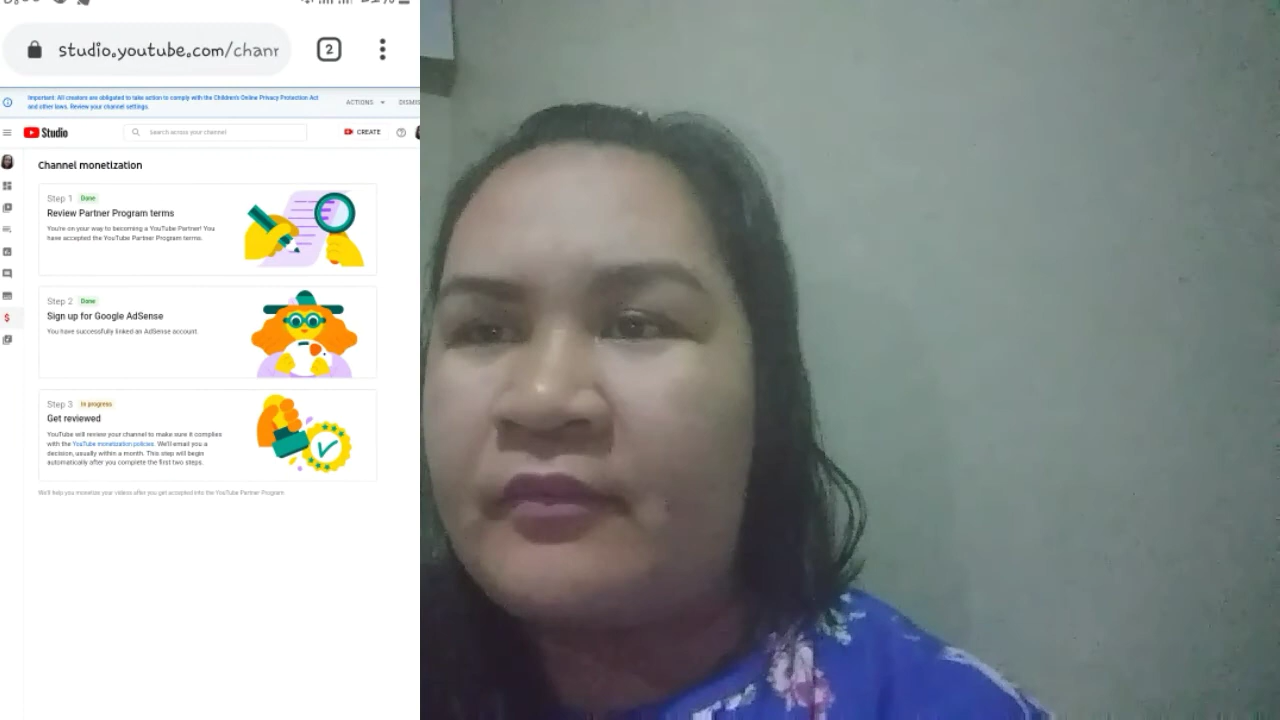 studio.youtube.com/chanr
2
Important: All creators are obligated to take action to comply with the Children's Online Privacy Protection Act
and other laws. Review your channel settings.
ACTIONS
DISMIS
Studio
Search across your channel
CREATE
Channel monetization
Step 1 Done
Review Partner Program terms
You're on your way to becoming a YouTube Partner! You
have accepted the YouTube Partner Program terms.
Step 2 Done
Sign up for Google AdSense
You have successfully linked an AdSense account.
$
Step 3 In progress
Get reviewed
YouTube will review your channel to make sure it complies
with the YouTube monetization policies. We'll email you a
decision, usually within a month. This step will begin
automatically after you complete the first two steps.
We'll help you monetize your videos after you get accepted into the YouTube Partner Program.